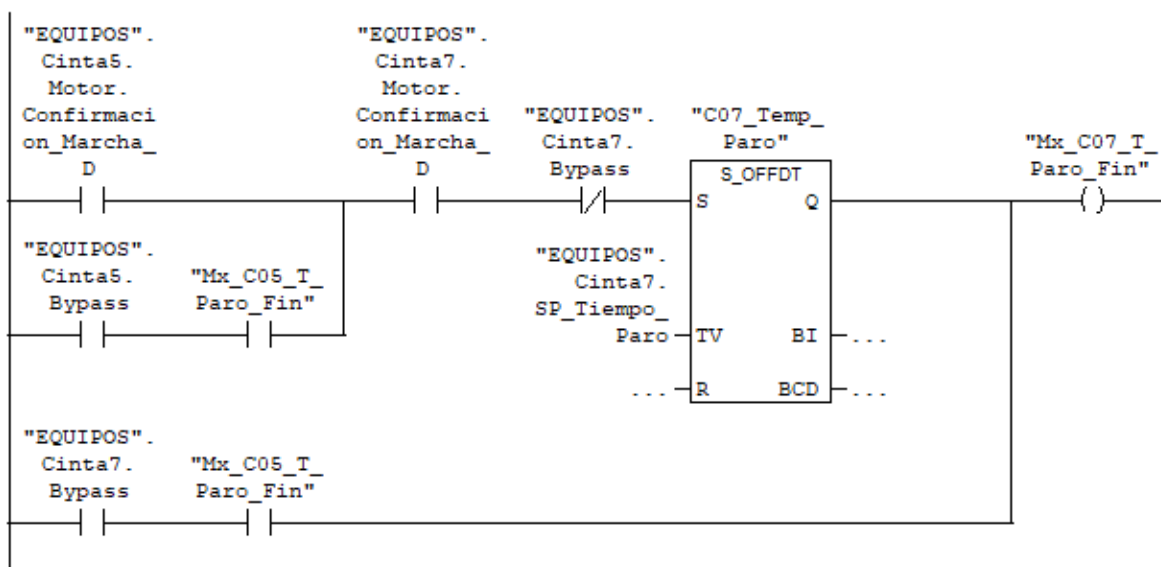 "EQUIPOS".
Cinta5.
Motor.
Confirmaci
on_Marcha_
D
"EQUIPOS".
Cinta7.
Motor.
Confirmaci
on_Marcha_
D
"EQUIPOS".
Cinta7.
Bypass
"C07_Temp_
Paro"
S_OFFDT
S Q
"Mx_C07_T_
Paro_Fin"
"EQUIPOS".
Cinta5.
Bypass
"Mx_C05_T_
Paro_Fin"
"EQUIPOS".
Cinta7.
SP_Tiempo_
Paro
TV BI ...
... R BCD ...
"EQUIPOS".
Cinta7.
Bypass
"Mx_C05_T_
Paro_Fin"